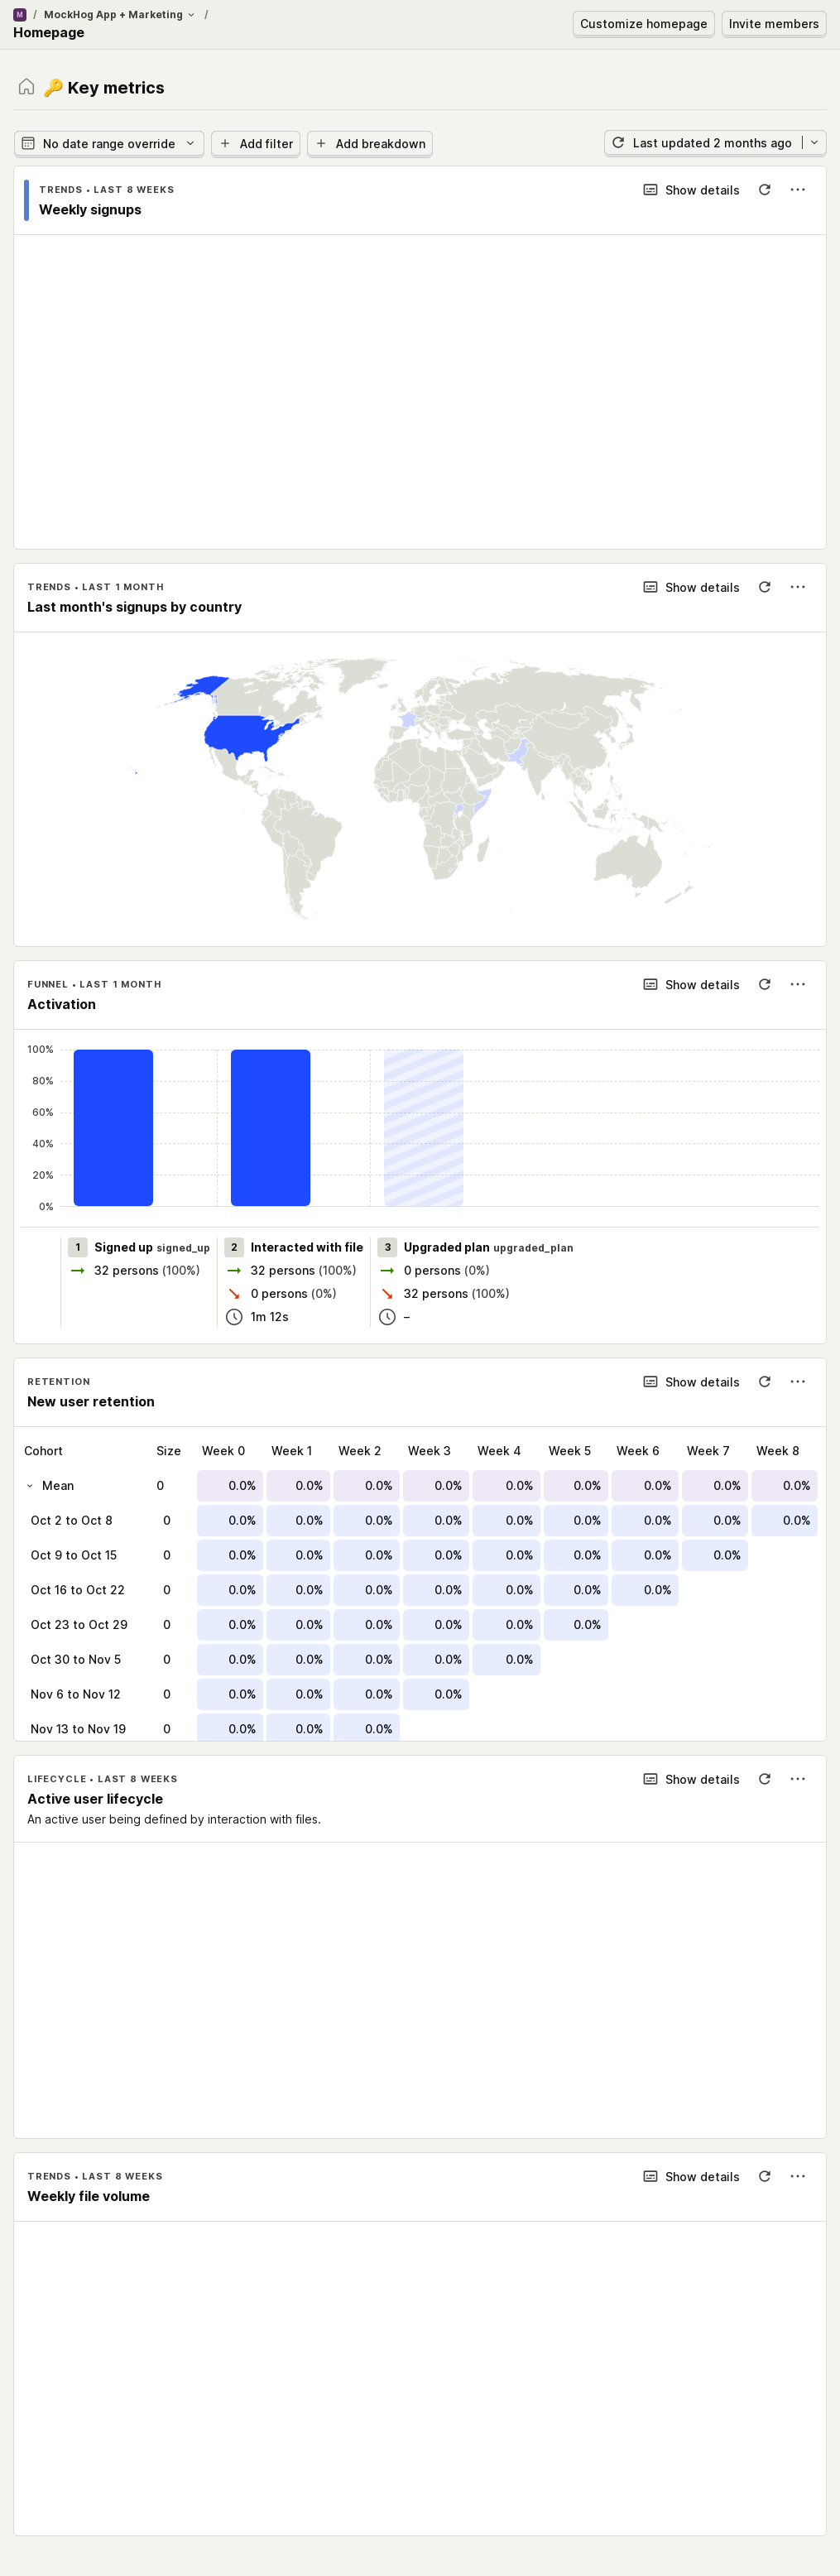 M / MockHog App + Marketing /
Homepage
Customize homepage Invite members
🔑 Key metrics
No date range override Add filter Add breakdown Last updated 2 months ago
TRENDS • LAST 8 WEEKS Show details
Weekly signups
TRENDS • LAST 1 MONTH Show details
Last month's signups by country
FUNNEL • LAST 1 MONTH Show details
Activation
100%
80%
60%
40%
20%
0%
1 Signed up signed_up 2 Interacted with file 3 Upgraded plan upgraded_plan
32 persons (100%) 32 persons (100%) 0 persons (0%)
0 persons (0%) 32 persons (100%)
1m 12s –
RETENTION Show details
New user retention
Cohort Size Week 0 Week 1 Week 2 Week 3 Week 4 Week 5 Week 6 Week 7 Week 8
Mean 0 0.0% 0.0% 0.0% 0.0% 0.0% 0.0% 0.0% 0.0% 0.0%
Oct 2 to Oct 8 0 0.0% 0.0% 0.0% 0.0% 0.0% 0.0% 0.0% 0.0% 0.0%
Oct 9 to Oct 15 0 0.0% 0.0% 0.0% 0.0% 0.0% 0.0% 0.0% 0.0%
Oct 16 to Oct 22 0 0.0% 0.0% 0.0% 0.0% 0.0% 0.0% 0.0%
Oct 23 to Oct 29 0 0.0% 0.0% 0.0% 0.0% 0.0% 0.0%
Oct 30 to Nov 5 0 0.0% 0.0% 0.0% 0.0% 0.0%
Nov 6 to Nov 12 0 0.0% 0.0% 0.0% 0.0%
Nov 13 to Nov 19 0 0.0% 0.0% 0.0%
LIFECYCLE • LAST 8 WEEKS Show details
Active user lifecycle
An active user being defined by interaction with files.
TRENDS • LAST 8 WEEKS Show details
Weekly file volume